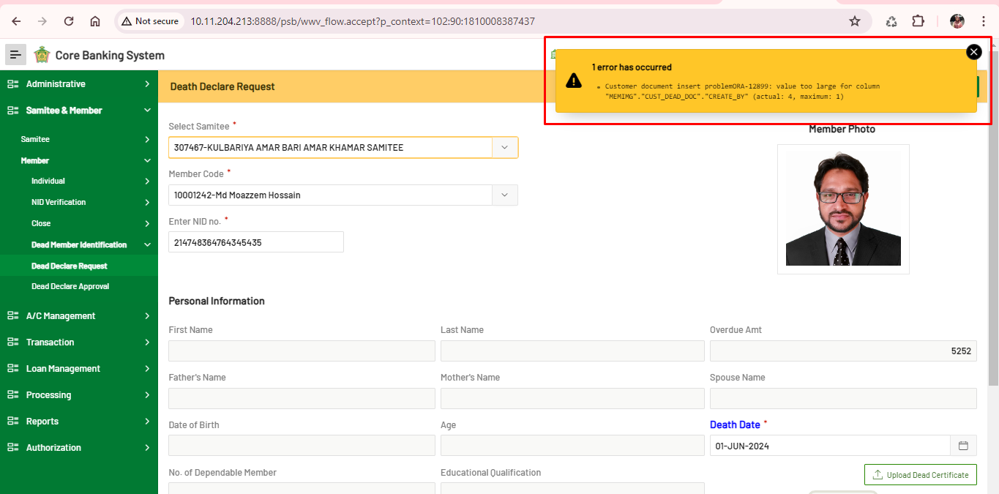 Not secure
10.11.204.213:8888/psb/wwv_flow.accept?p_context=102:90:1810008387437
Core Banking System
1 error has occurred
Customer document insert problemORA-12899: value too large for column
"MEMIMG"."CUST_DEAD_DOC"."CREATE_BY" (actual: 4, maximum: 1)
Administrative
Samitee & Member
Samitee
Member
Individual
NID Verification
Close
Dead Member Identification
Dead Declare Request
Dead Declare Approval
A/C Management
Transaction
Loan Management
Processing
Reports
Authorization
Death Declare Request
Select Samitee *
307467-KULBARIYA AMAR BARI AMAR KHAMAR SAMITEE
Member Code *
10001242-Md Moazzem Hossain
Enter NID no. *
214748364764345435
Member Photo
Personal Information
First Name
Last Name
Overdue Amt
5252
Father's Name
Mother's Name
Spouse Name
Date of Birth
Age
Death Date *
01-JUN-2024
No. of Dependable Member
Educational Qualification
Upload Dead Certificate